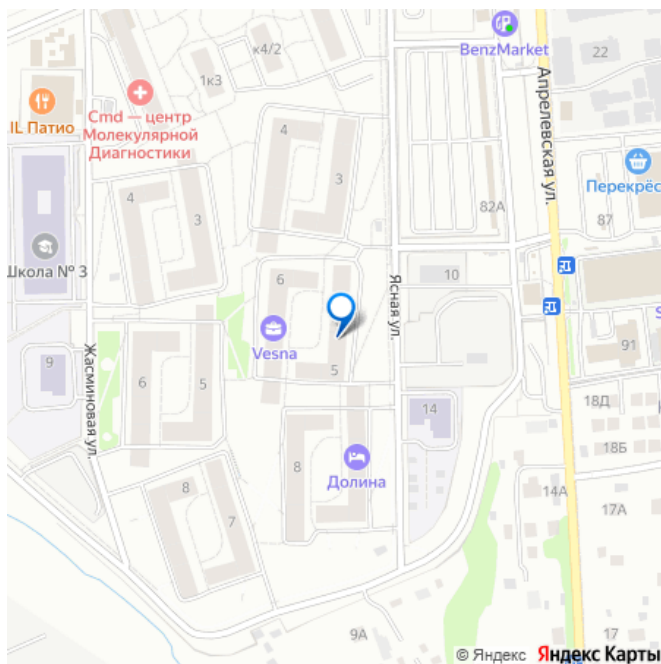 к4/2
1к3
BenzMarket
22
IL Патио
Cmd — центр
Молекулярной
Диагностики
4
3
Апрелевская ул.
Перекрёс
4
3
82А
87
Школа № 3
6
Ясная ул.
10
Vesna
5
91
S
9
Жасминовая ул.
6
5
14
18Д
18Б
8
Долина
8
7
14А
17А
9А
17
© Яндекс Яндекс Карты